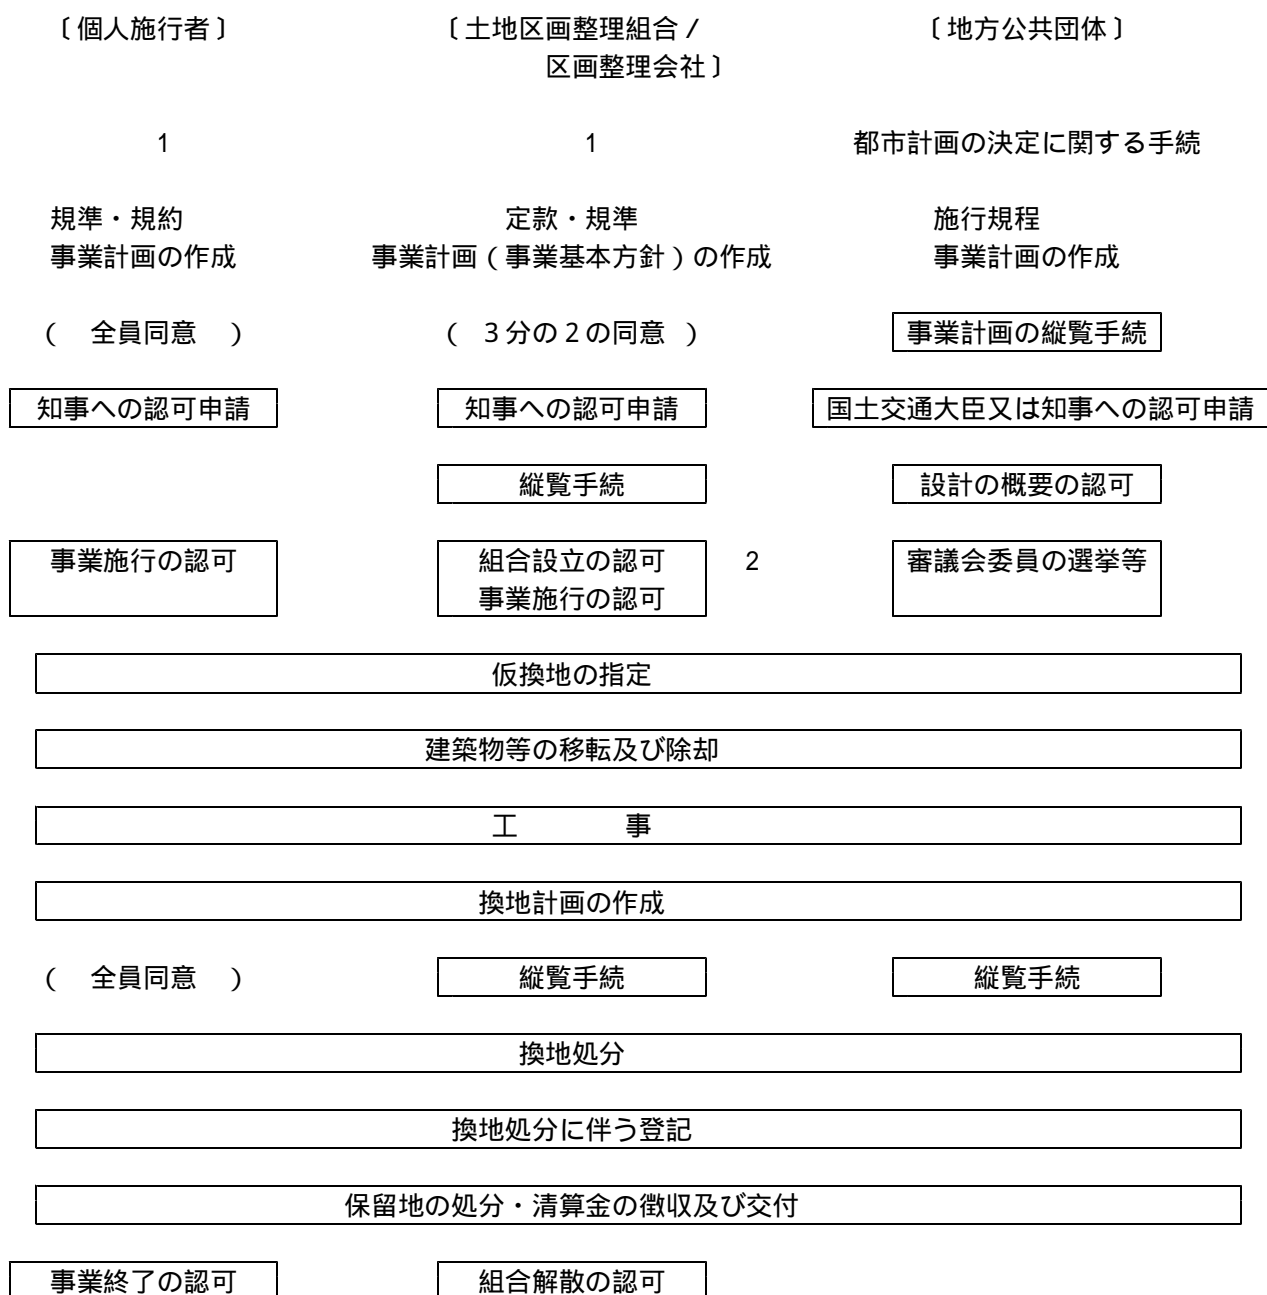 〔個人施行者〕 〔土地区画整理組合/ 〔地方公共団体〕
区画整理会社〕
1 1 都市計画の決定に関する手続
規準・規約 定款・規準 施行規程
事業計画の作成 事業計画(事業基本方針)の作成 事業計画の作成
( 全員同意 ) ( 3分の2の同意 ) 事業計画の縦覧手続
知事への認可申請 知事への認可申請 国土交通大臣又は知事への認可申請
縦覧手続 設計の概要の認可
事業施行の認可 組合設立の認可 2 審議会委員の選挙等
事業施行の認可
仮換地の指定
建築物等の移転及び除却
工 事
換地計画の作成
( 全員同意 ) 縦覧手続 縦覧手続
換地処分
換地処分に伴う登記
保留地の処分・清算金の徴収及び交付
事業終了の認可 組合解散の認可